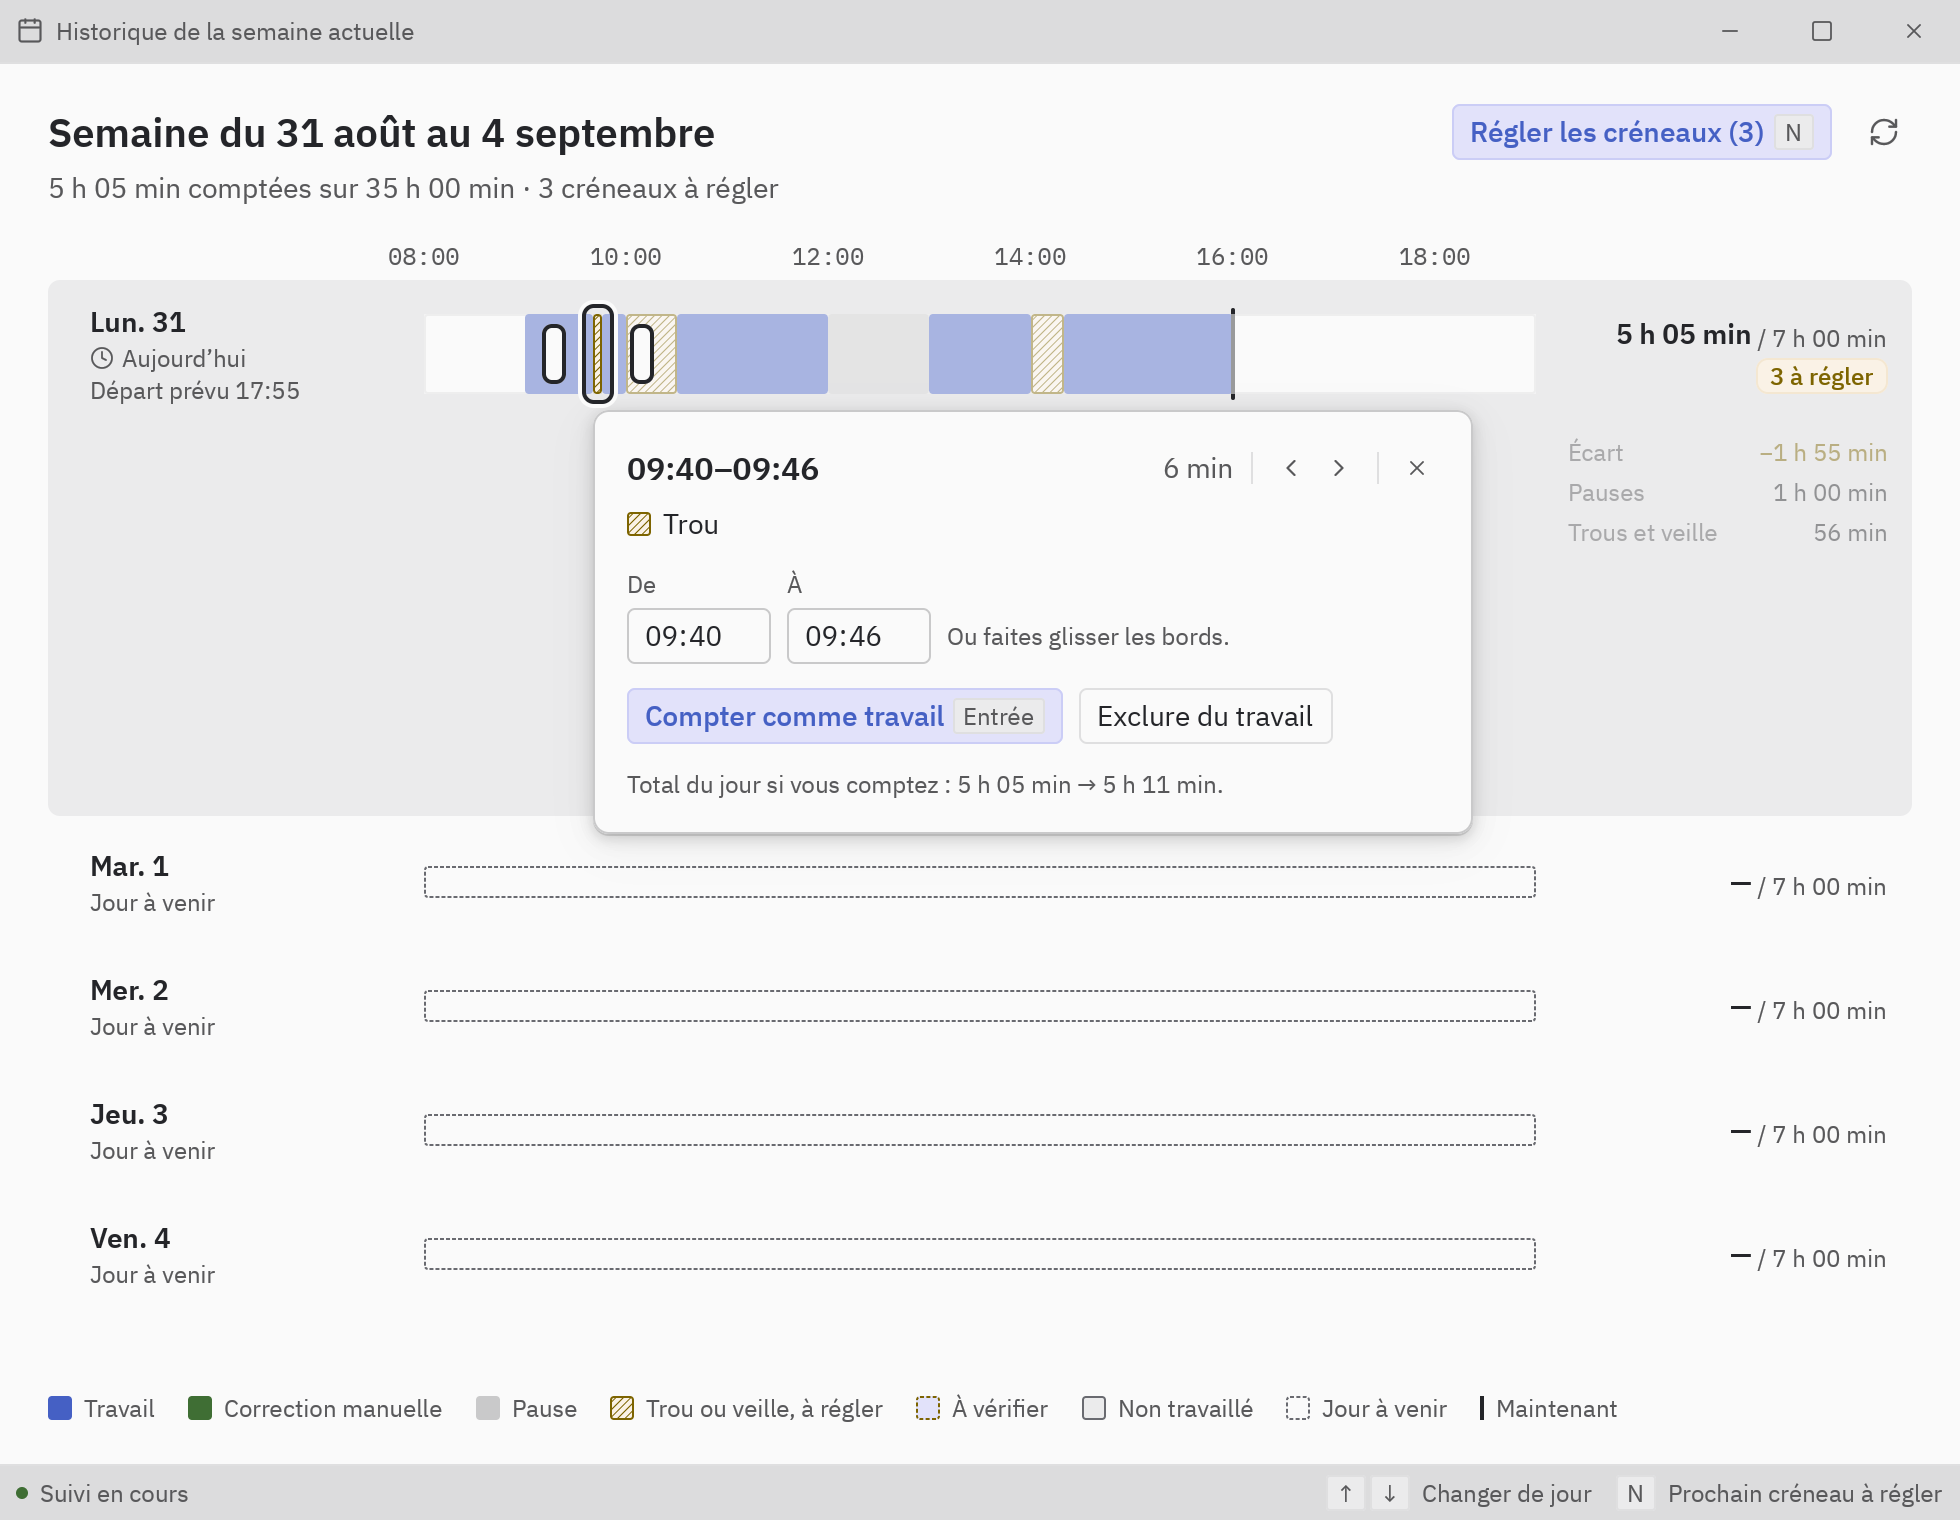 Historique de la semaine actuelle
Semaine du 31 août au 4 septembre
Régler les créneaux (3) N
5 h 05 min comptées sur 35 h 00 min · 3 créneaux à régler
08:00 10:00 12:00 14:00 16:00 18:00
Lun. 31
Aujourd’hui
Départ prévu 17:55
5 h 05 min / 7 h 00 min
3 à régler
Écart −1 h 55 min
Pauses 1 h 00 min
Trous et veille 56 min
09:40–09:46 6 min
Trou
De À
09:40 09:46 Ou faites glisser les bords.
Compter comme travail Entrée Exclure du travail
Total du jour si vous comptez : 5 h 05 min → 5 h 11 min.
Mar. 1
Jour à venir
— / 7 h 00 min
Mer. 2
Jour à venir
— / 7 h 00 min
Jeu. 3
Jour à venir
— / 7 h 00 min
Ven. 4
Jour à venir
— / 7 h 00 min
Travail Correction manuelle Pause Trou ou veille, à régler À vérifier Non travaillé Jour à venir Maintenant
Suivi en cours ↑ ↓ Changer de jour N Prochain créneau à régler